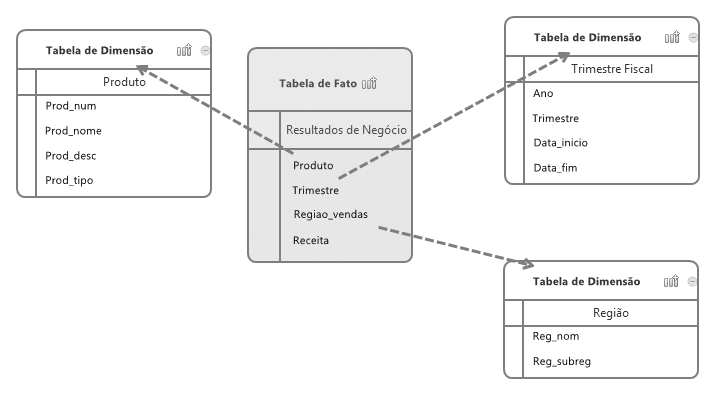 Tabela de Dimensão
Produto
Prod_num
Prod_nome
Prod_desc
Prod_tipo
Tabela de Fato
Resultados de Negócio
Produto
Trimestre
Regiao_vendas
Receita
Tabela de Dimensão
Trimestre Fiscal
Ano
Trimestre
Data_inicio
Data_fim
Tabela de Dimensão
Região
Reg_nom
Reg_subreg